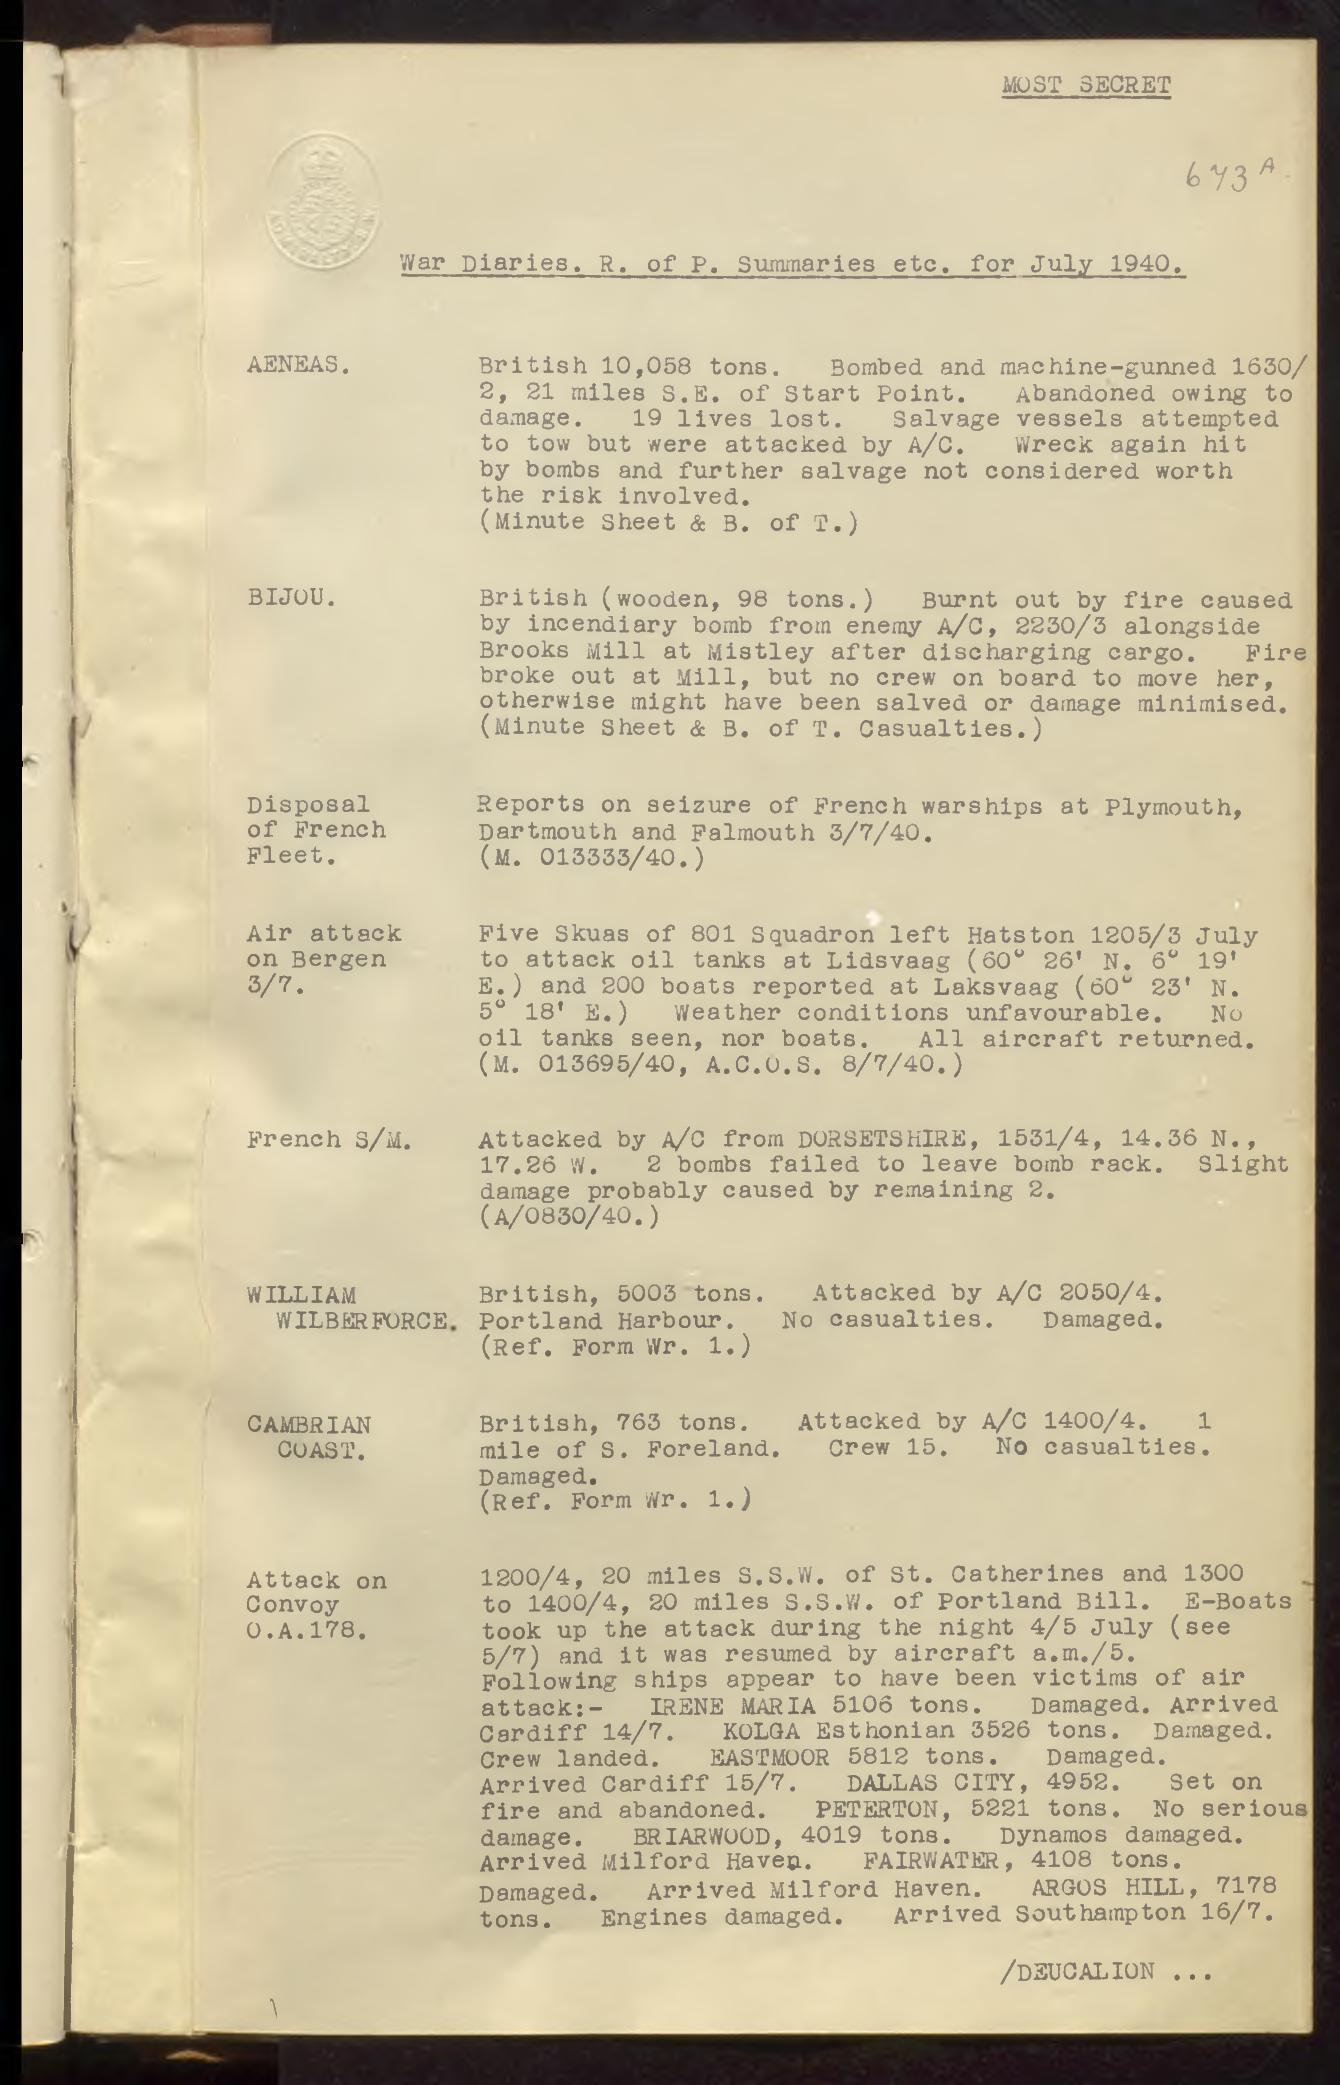 MOST SECRET
673 A.
War Diaries. R. of P. Summaries etc. for July 1940.
AENEAS. British 10,058 tons. Bombed and machine-gunned 1630/
2, 21 miles S.E. of Start Point. Abandoned owing to
damage. 19 lives lost. Salvage vessels attempted
to tow but were attacked by A/C. Wreck again hit
by bombs and further salvage not considered worth
the risk involved.
(Minute Sheet & B. of T.)
BIJOU. British (wooden, 98 tons.) Burnt out by fire caused
by incendiary bomb from enemy A/C, 2230/3 alongside
Brooks Mill at Mistley after discharging cargo. Fire
broke out at Mill, but no crew on board to move her,
otherwise might have been salved or damage minimised.
(Minute Sheet & B. of T. Casualties.)
Disposal Reports on seizure of French warships at Plymouth,
of French Dartmouth and Falmouth 3/7/40.
Fleet. (M. 013333/40.)
Air attack Five Skuas of 801 Squadron left Hatston 1205/3 July
on Bergen to attack oil tanks at Lidsvaag (60° 26' N. 6° 19'
3/7. E.) and 200 boats reported at Laksvaag (60° 23' N.
5° 18' E.) Weather conditions unfavourable. No
oil tanks seen, nor boats. All aircraft returned.
(M. 013695/40, A.C.O.S. 8/7/40.)
French S/M. Attacked by A/C from DORSETSHIRE, 1531/4, 14.36 N.,
17.26 W. 2 bombs failed to leave bomb rack. Slight
damage probably caused by remaining 2.
(A/0830/40.)
WILLIAM British, 5003 tons. Attacked by A/C 2050/4.
WILBERFORCE. Portland Harbour. No casualties. Damaged.
(Ref. Form Wr. 1.)
CAMBRIAN British, 763 tons. Attacked by A/C 1400/4. 1
COAST. mile of S. Foreland. Crew 15. No casualties.
Damaged.
(Ref. Form Wr. 1.)
Attack on 1200/4, 20 miles S.S.W. of St. Catherines and 1300
Convoy to 1400/4, 20 miles S.S.W. of Portland Bill. E-Boats
O.A.178. took up the attack during the night 4/5 July (see
5/7) and it was resumed by aircraft a.m./5.
Following ships appear to have been victims of air
attack:- IRENE MARIA 5106 tons. Damaged. Arrived
Cardiff 14/7. KOLGA Esthonian 3526 tons. Damaged.
Crew landed. EASTMOOR 5812 tons. Damaged.
Arrived Cardiff 15/7. DALLAS CITY, 4952. Set on
fire and abandoned. PETERTON, 5221 tons. No serious
damage. BRIARWOOD, 4019 tons. Dynamos damaged.
Arrived Milford Haven. FAIRWATER, 4108 tons.
Damaged. Arrived Milford Haven. ARGOS HILL, 7178
tons. Engines damaged. Arrived Southampton 16/7.
/DEUCALION ...